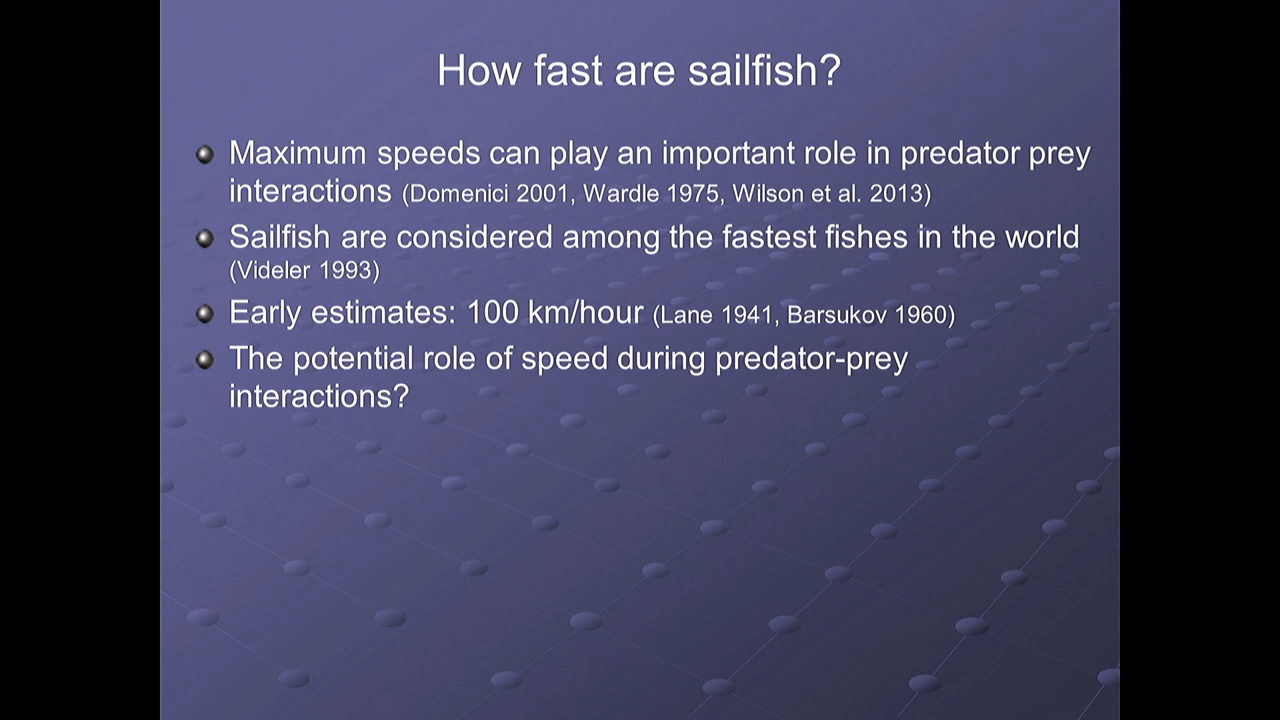 How fast are sailfish?
Maximum speeds can play an important role in predator prey
interactions (Domenici 2001, Wardle 1975, Wilson et al. 2013)
Sailfish are considered among the fastest fishes in the world
(Videler 1993)
Early estimates: 100 km/hour (Lane 1941, Barsukov 1960)
The potential role of speed during predator-prey
interactions?